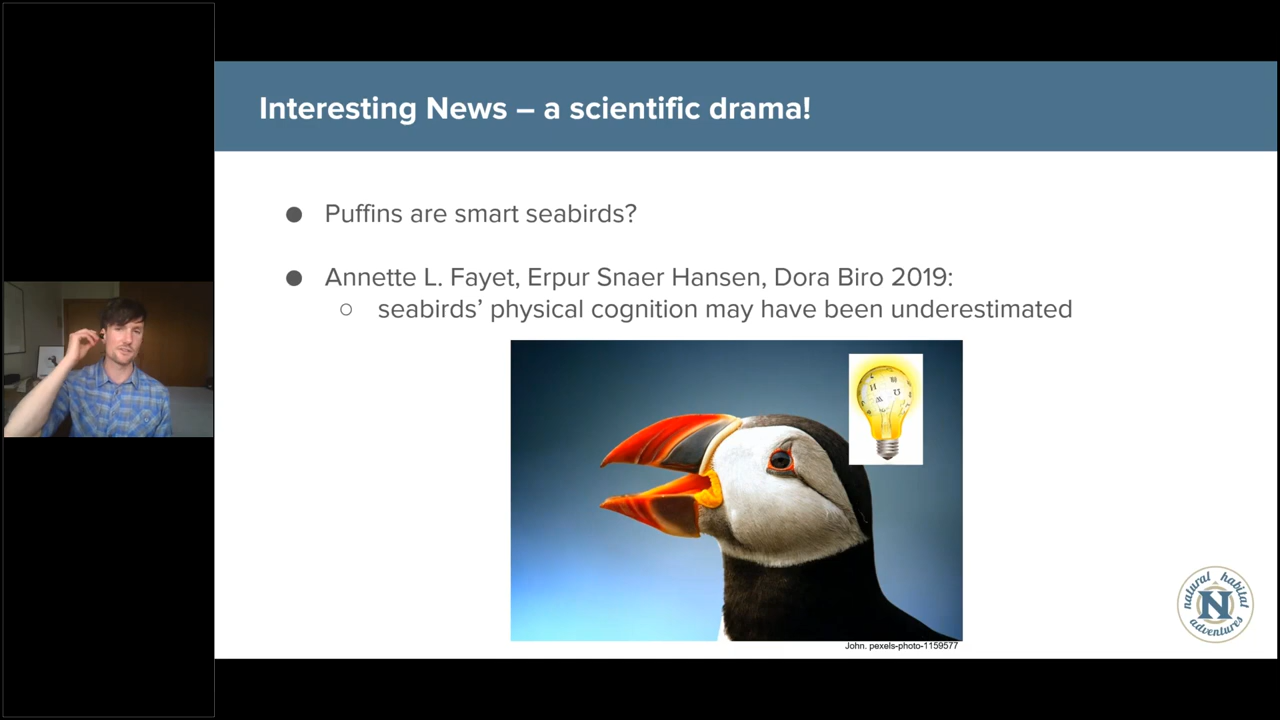 Interesting News – a scientific drama!
● Puffins are smart seabirds?
● Annette L. Fayet, Erpur Snaer Hansen, Dora Biro 2019:
○ seabirds’ physical cognition may have been underestimated
John. pexels-photo-1159577
natural habitat
N
adventures